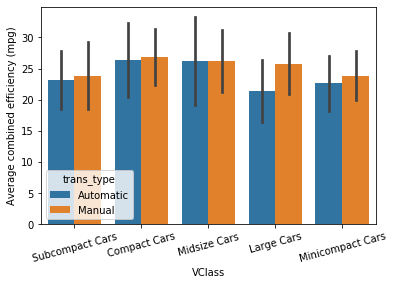 Average combined efficiency (mpg)
30
25
20
15
10
5
0
trans_type
Automatic
Manual
Subcompact Cars
Compact Cars
Midsize Cars
Large Cars
Minicompact Cars
VClass